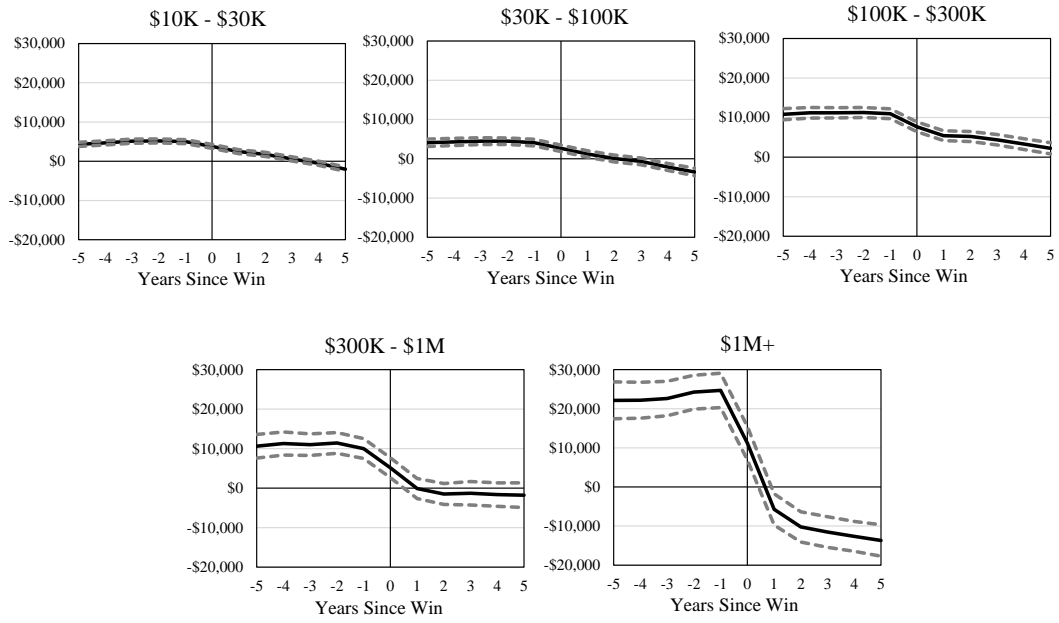 $10K - $30K
$30,000
$20,000
$10,000
$0
-$10,000
-$20,000
-5 -4 -3 -2 -1 0 1 2 3 4 5
Years Since Win
$30K - $100K
$30,000
$20,000
$10,000
$0
-$10,000
-$20,000
-5 -4 -3 -2 -1 0 1 2 3 4 5
Years Since Win
$100K - $300K
$30,000
$20,000
$10,000
$0
-$10,000
-$20,000
-5 -4 -3 -2 -1 0 1 2 3 4 5
Years Since Win
$300K - $1M
$30,000
$20,000
$10,000
$0
-$10,000
-$20,000
-5 -4 -3 -2 -1 0 1 2 3 4 5
Years Since Win
$1M+
$30,000
$20,000
$10,000
$0
-$10,000
-$20,000
-5 -4 -3 -2 -1 0 1 2 3 4 5
Years Since Win